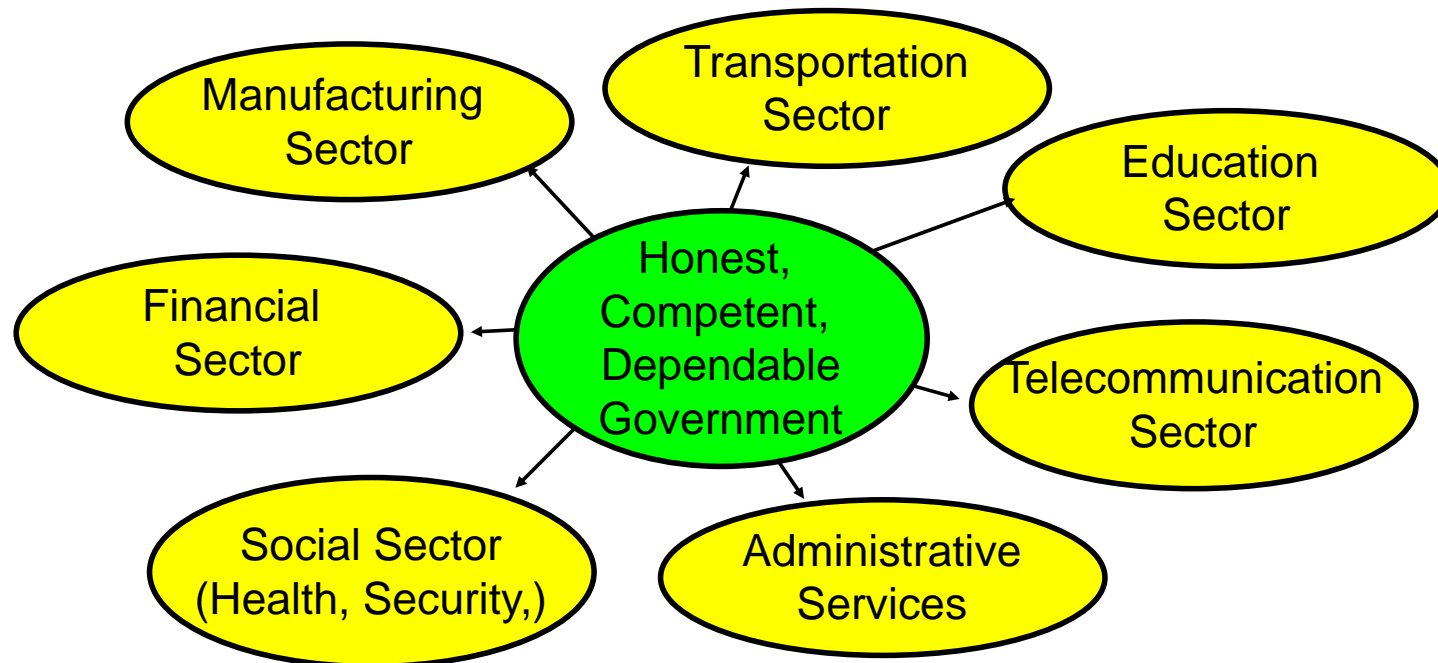 Transportation
Sector
Manufacturing
Sector
Education
Sector
Honest,
Competent,
Dependable
Government
Financial
Sector
Telecommunication
Sector
Social Sector
(Health, Security,)
Administrative
Services